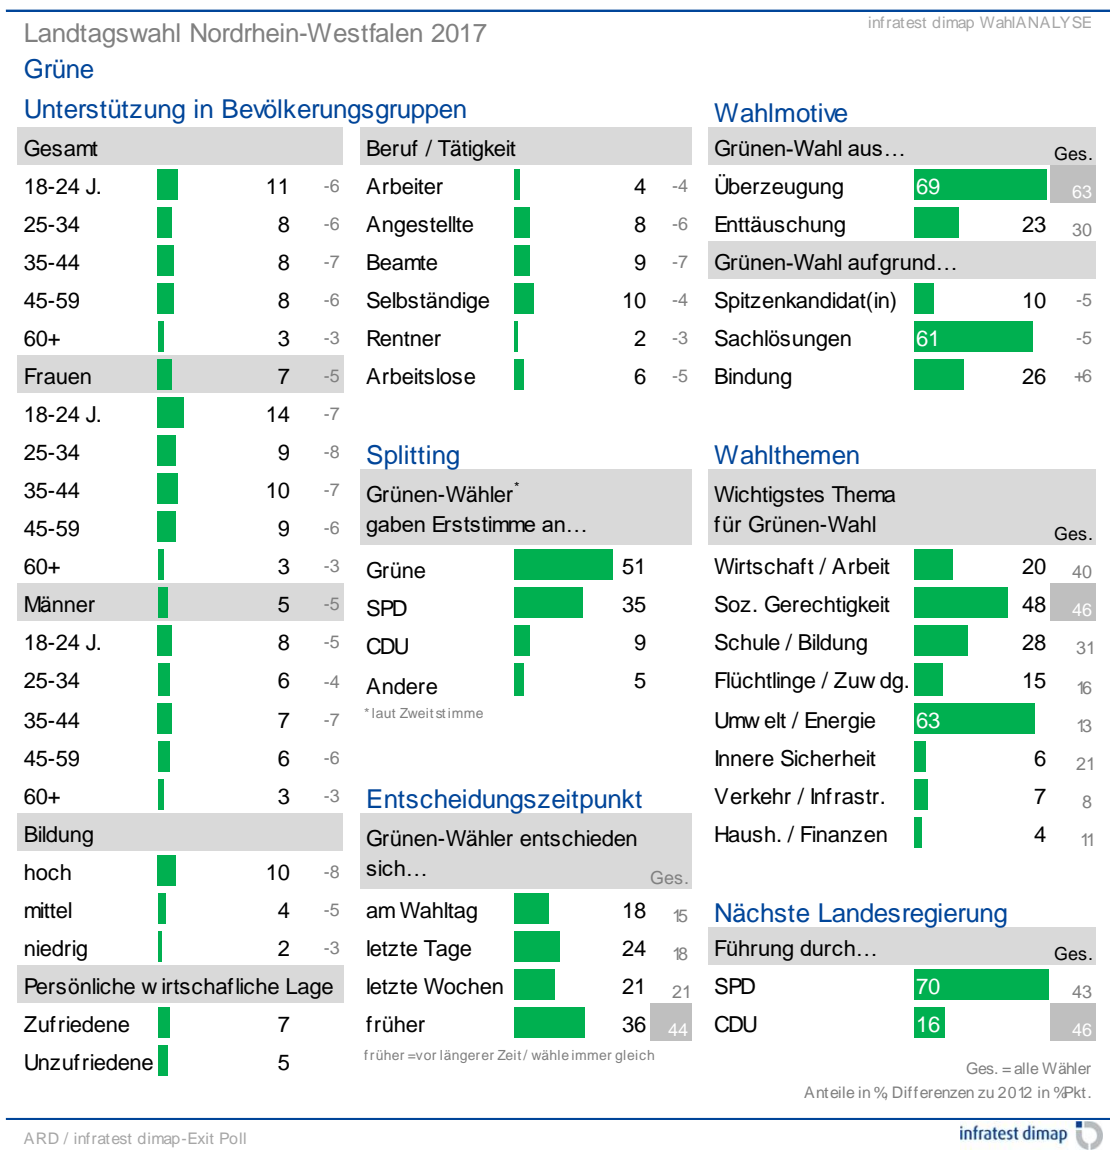 Landtagswahl Nordrhein-Westfalen 2017
infratest dimap WahlANALYSE
Grüne
Unterstützung in Bevölkerungsgruppen
Gesamt
18-24 J. 11 -6
25-34 8 -6
35-44 8 -7
45-59 8 -6
60+ 3 -3
Frauen 7 -5
18-24 J. 14 -7
25-34 9 -8
35-44 10 -7
45-59 9 -6
60+ 3 -3
Männer 5 -5
18-24 J. 8 -5
25-34 6 -4
35-44 7 -7
45-59 6 -6
60+ 3 -3
Bildung
hoch 10 -8
mittel 4 -5
niedrig 2 -3
Persönliche wirtschafliche Lage
Zufriedene 7
Unzufriedene 5
Beruf / Tätigkeit
Arbeiter 4 -4
Angestellte 8 -6
Beamte 9 -7
Selbständige 10 -4
Rentner 2 -3
Arbeitslose 6 -5
Splitting
Grünen-Wähler*
gaben Erststimme an…
Grüne 51
SPD 35
CDU 9
Andere 5
* laut Zweitstimme
Entscheidungszeitpunkt
Grünen-Wähler entschieden
sich… Ges.
am Wahltag 18 15
letzte Tage 24 18
letzte Wochen 21 21
früher 36 44
früher =vor längerer Zeit / wähle immer gleich
Wahlmotive
Grünen-Wahl aus… Ges.
Überzeugung 69 63
Enttäuschung 23 30
Grünen-Wahl aufgrund…
Spitzenkandidat(in) 10 -5
Sachlösungen 61 -5
Bindung 26 +6
Wahlthemen
Wichtigstes Thema
für Grünen-Wahl Ges.
Wirtschaft / Arbeit 20 40
Soz. Gerechtigkeit 48 46
Schule / Bildung 28 31
Flüchtlinge / Zuwdg. 15 16
Umwelt / Energie 63 13
Innere Sicherheit 6 21
Verkehr / Infrastr. 7 8
Haush. / Finanzen 4 11
Nächste Landesregierung
Führung durch… Ges.
SPD 70 43
CDU 16 46
Ges. = alle Wähler
Anteile in %, Differenzen zu 2012 in %Pkt.
ARD / infratest dimap-Exit Poll
infratest dimap